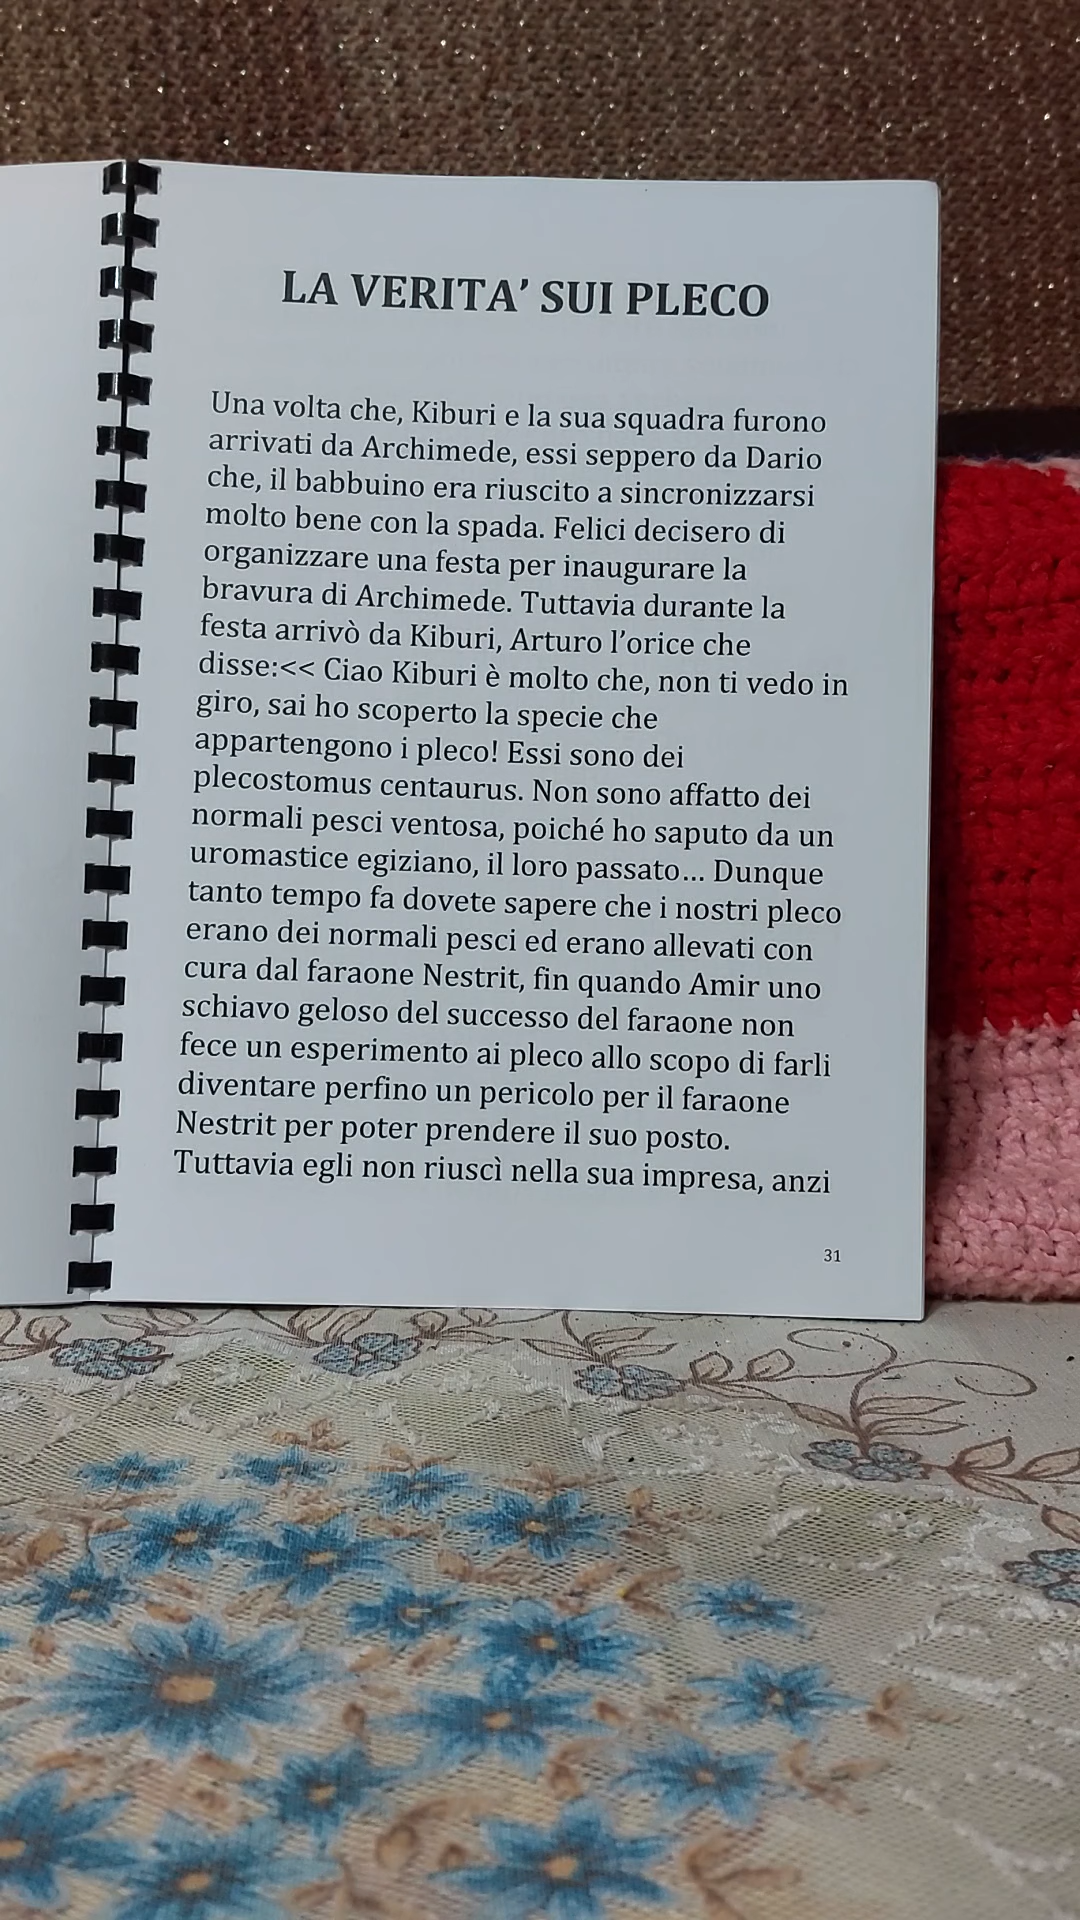 LA VERITA’ SUI PLECO
Una volta che, Kiburi e la sua squadra furono
arrivati da Archimede, essi seppero da Dario
che, il babbuino era riuscito a sincronizzarsi
molto bene con la spada. Felici decisero di
organizzare una festa per inaugurare la
bravura di Archimede. Tuttavia durante la
festa arrivò da Kiburi, Arturo l’orice che
disse:<< Ciao Kiburi è molto che, non ti vedo in
giro, sai ho scoperto la specie che
appartengono i pleco! Essi sono dei
plecostomus centaurus. Non sono affatto dei
normali pesci ventosa, poiché ho saputo da un
uromastice egiziano, il loro passato... Dunque
tanto tempo fa dovete sapere che i nostri pleco
erano dei normali pesci ed erano allevati con
cura dal faraone Nestrit, fin quando Amir uno
schiavo geloso del successo del faraone non
fece un esperimento ai pleco allo scopo di farli
diventare perfino un pericolo per il faraone
Nestrit per poter prendere il suo posto.
Tuttavia egli non riuscì nella sua impresa, anzi
31